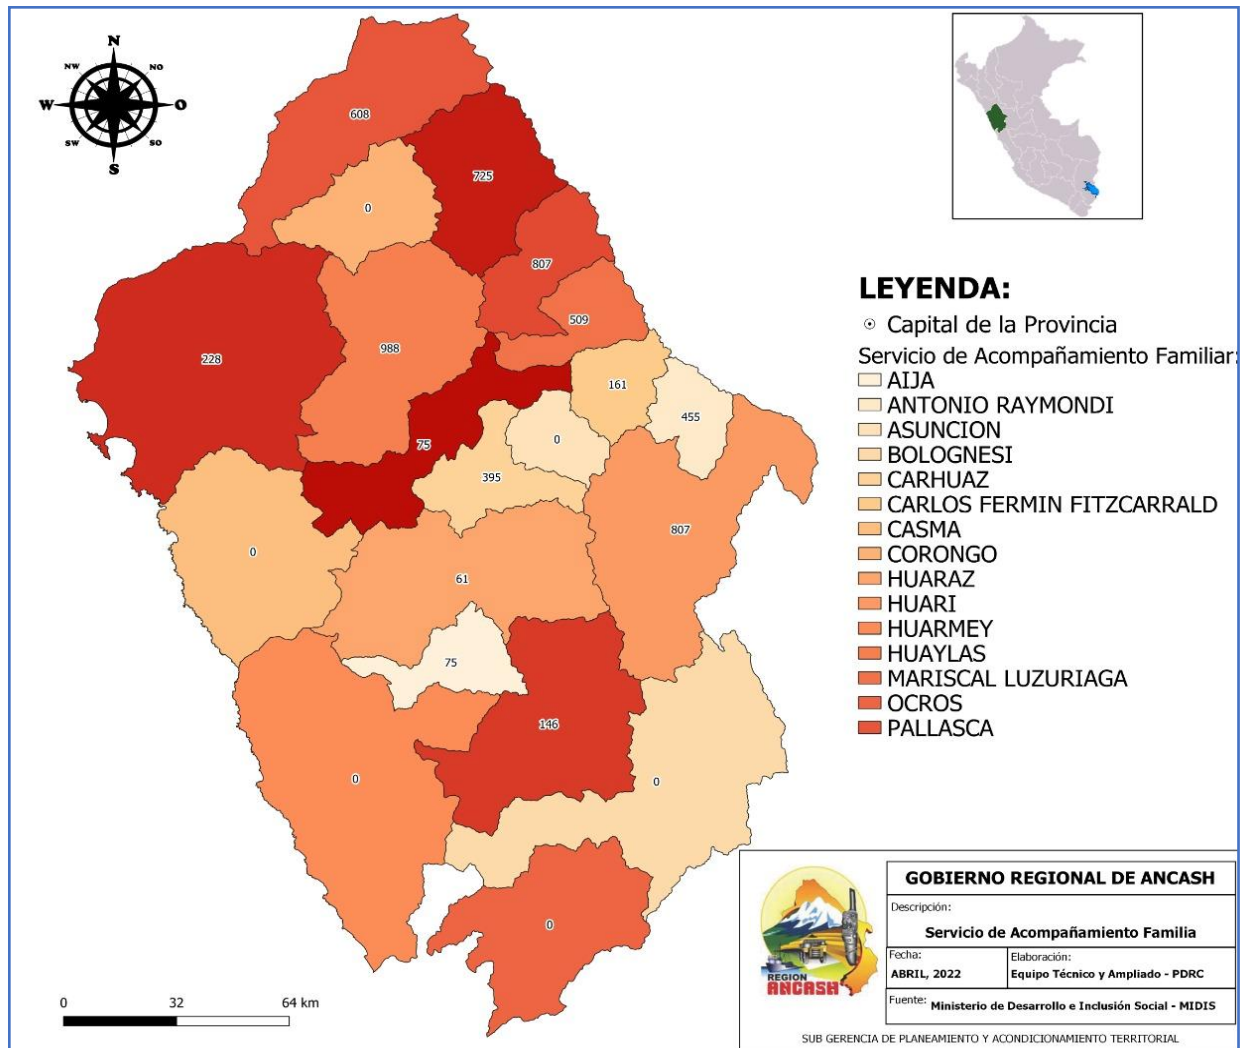 N
NW
NO
W
O
SW
SO
S
608
725
0
807
509
228
988
161
455
75
0
395
807
0
61
75
146
0
0
0
LEYENDA:
Capital de la Provincia
Servicio de Acompañamiento Familiar:
AIJA
ANTONIO RAYMONDI
ASUNCION
BOLOGNESI
CARHUAZ
CARLOS FERMIN FITZCARRALD
CASMA
CORONGO
HUARAZ
HUARI
HUARMEY
HUAYLAS
MARISCAL LUZURIAGA
OCROS
PALLASCA
0 32 64 km
REGION
ANCASH
GOBIERNO REGIONAL DE ANCASH
Descripción:
Servicio de Acompañamiento Familia
Fecha:
ABRIL, 2022
Elaboración:
Equipo Técnico y Ampliado - PDRC
Fuente: Ministerio de Desarrollo e Inclusión Social - MIDIS
SUB GERENCIA DE PLANEAMIENTO Y ACONDICIONAMIENTO TERRITORIAL